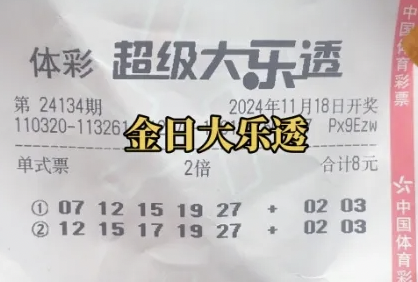 体彩 超级大乐透
第 24134期 2024年11月18日开奖
110320-11326 Px9Ezw
金日大乐透
单式票 2倍 合计8元
① 07 12 15 19 27 + 02 03
② 12 15 17 19 27 + 02 03
中国体育彩票
中国体育彩